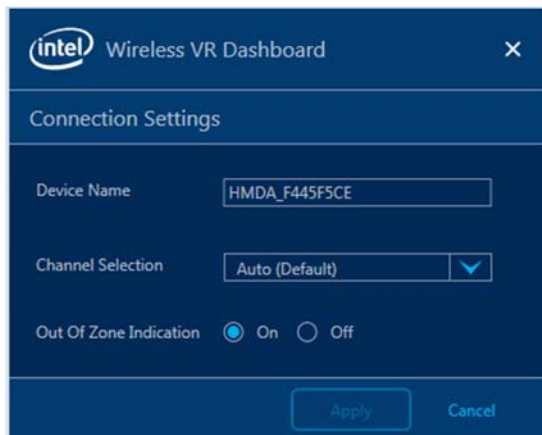 intel Wireless VR Dashboard
Connection Settings
Device Name HMDA_F445F5CE
Channel Selection Auto (Default)
Out Of Zone Indication On Off
Apply Cancel